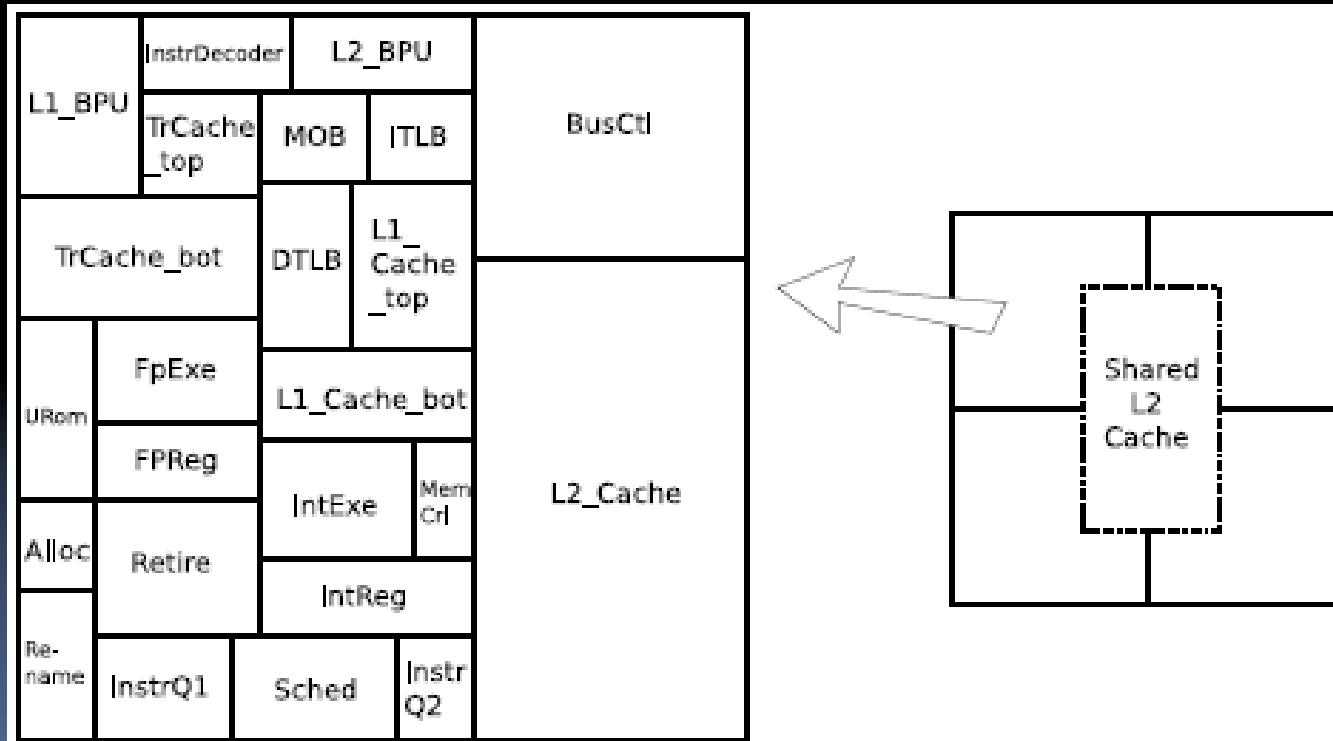 L1_BPU
InstrDecoder
L2_BPU
TrCache
_top
MOB
ITLB
BusCtl
TrCache_bot
DTLB
L1_
Cache
_top
URom
FpExe
L1_Cache_bot
FPReg
IntExe
Mem
Crl
L2_Cache
Alloc
Retire
IntReg
Re-
name
InstrQ1
Sched
Instr
Q2
Shared
L2
Cache